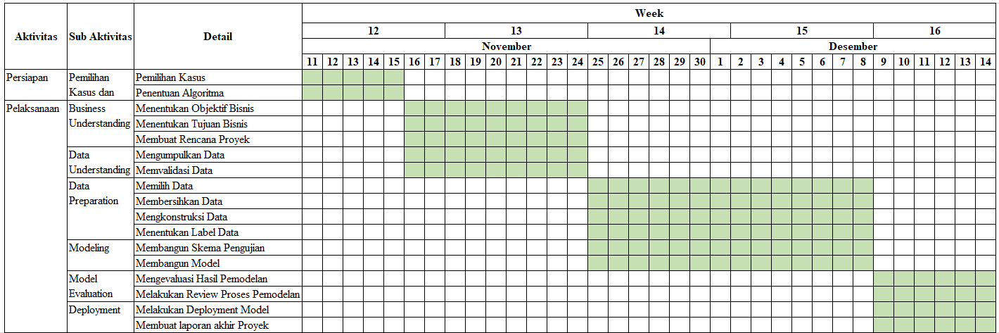 Aktivitas Sub Aktivitas Detail Week
12 13 14 15 16
November Desember
11 12 13 14 15 16 17 18 19 20 21 22 23 24 25 26 27 28 29 30 1 2 3 4 5 6 7 8 9 10 11 12 13 14
Persiapan Pemilihan Pemilihan Kasus
Kasus dan Penentuan Algoritma
Pelaksanaan Business Menentukan Objektif Bisnis
Understanding Menentukan Tujuan Bisnis
Membuat Rencana Proyek
Data Mengumpulkan Data
Understanding Memvalidasi Data
Data Memilih Data
Preparation Membersihkan Data
Mengkonstruksi Data
Menentukan Label Data
Modeling Membangun Skema Pengujian
Membangun Model
Model Mengevaluasi Hasil Pemodelan
Evaluation Melakukan Review Proses Pemodelan
Deployment Melakukan Deployment Model
Membuat laporan akhir Proyek